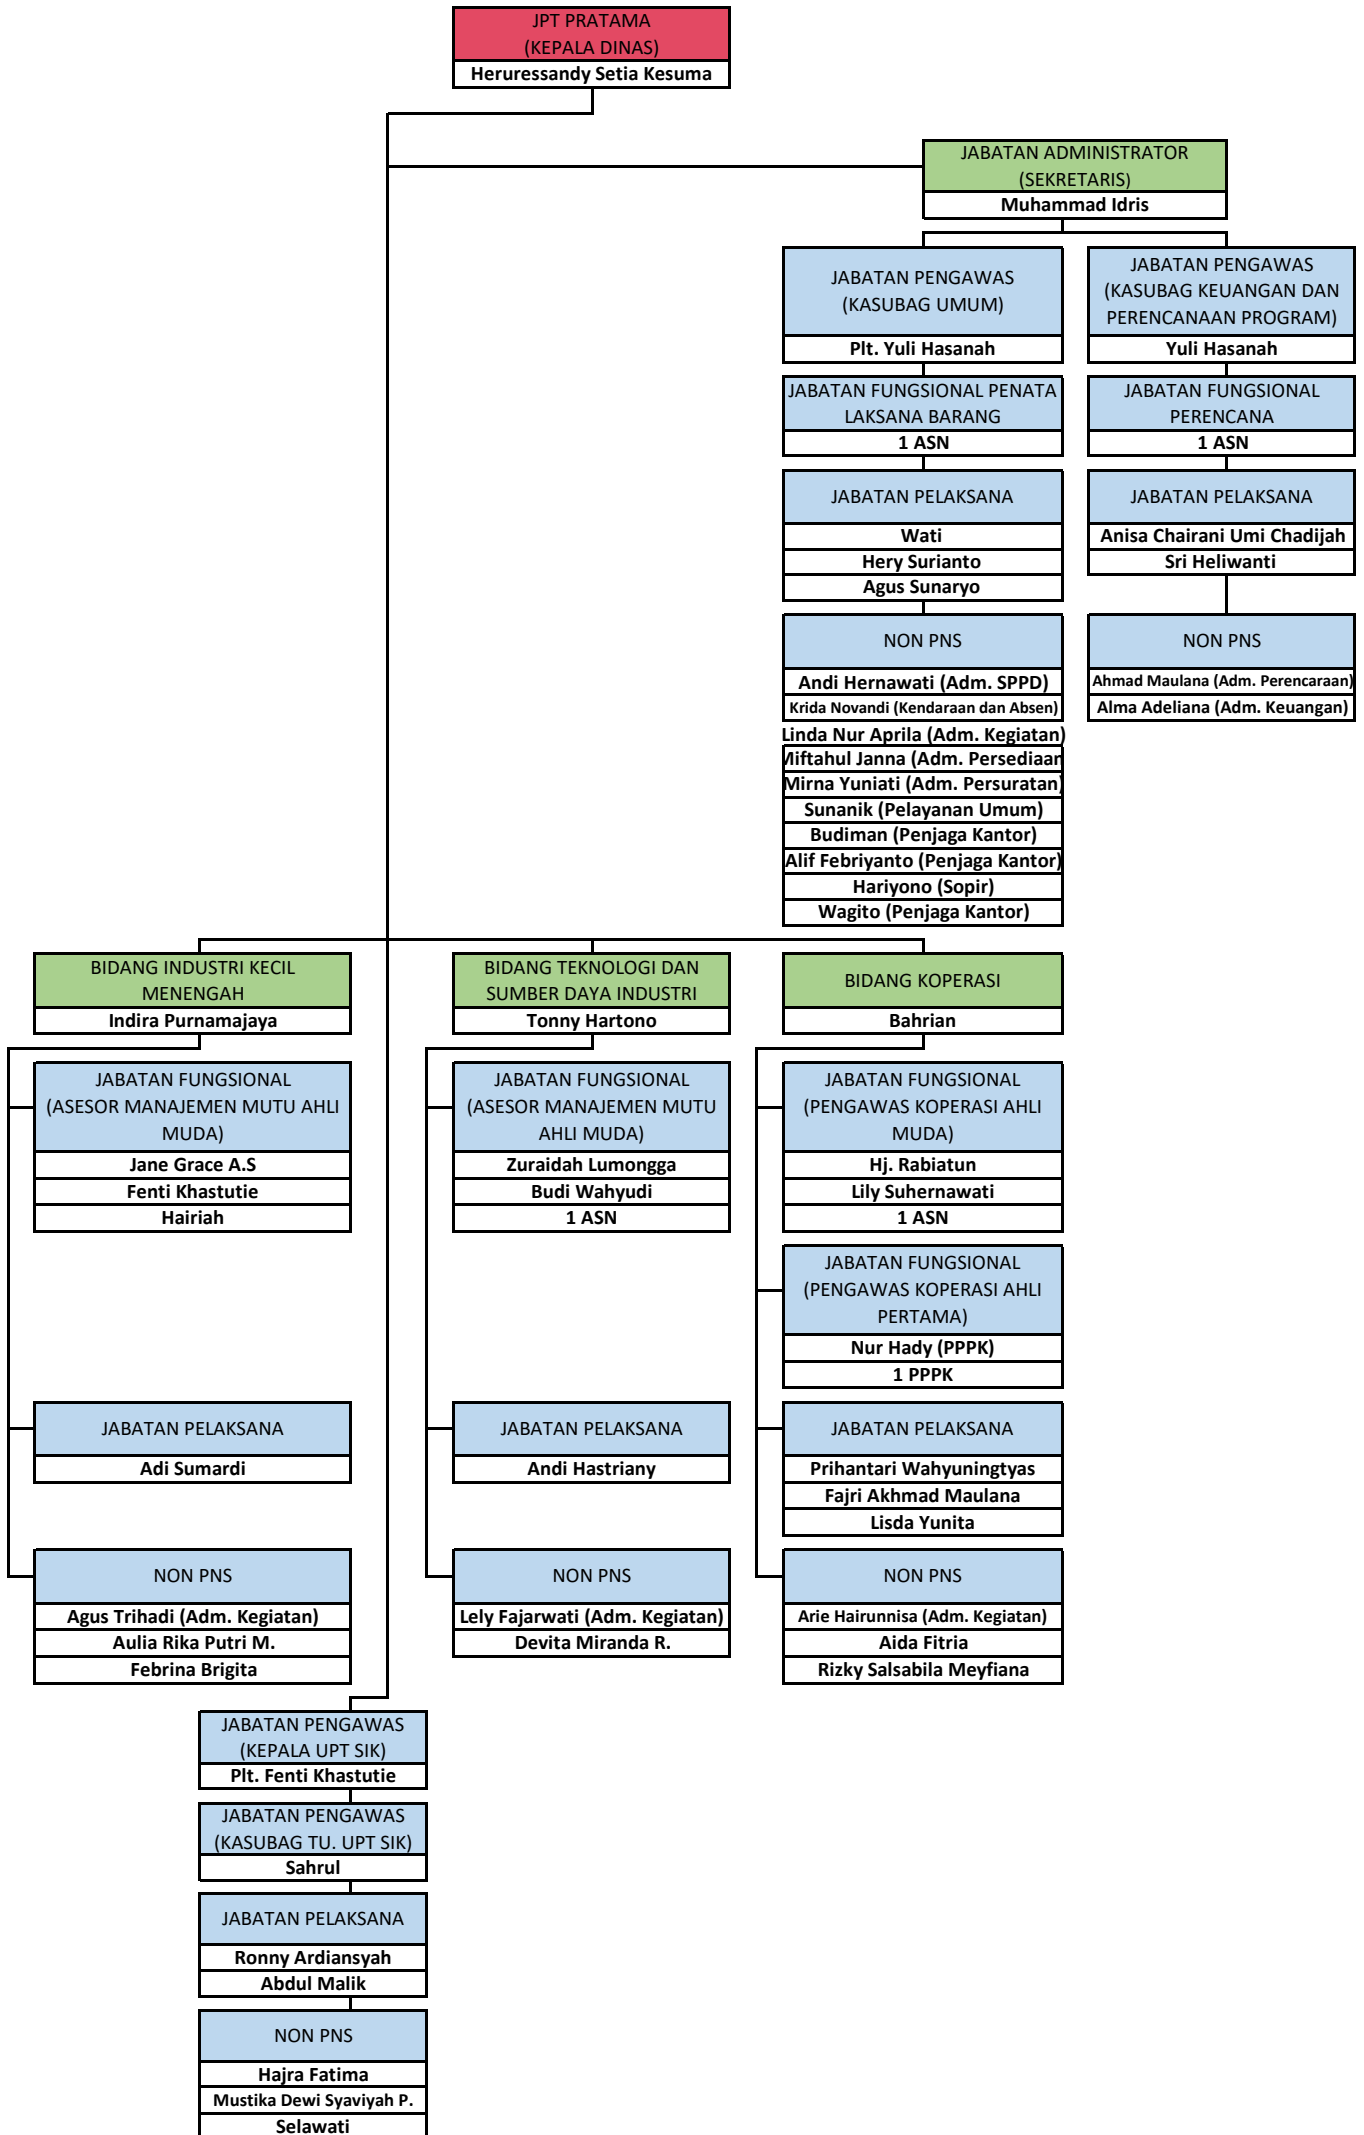 JPT PRATAMA
(KEPALA DINAS)
Heruressandy Setia Kesuma
JABATAN ADMINISTRATOR
(SEKRETARIS)
Muhammad Idris
JABATAN PENGAWAS
(KASUBAG UMUM)
Plt. Yuli Hasanah
JABATAN FUNGSIONAL PENATA
LAKSANA BARANG
1 ASN
JABATAN PELAKSANA
Wati
Hery Surianto
Agus Sunaryo
NON PNS
Andi Hernawati (Adm. SPPD)
Krida Novandi (Kendaraan dan Absen)
Linda Nur Aprila (Adm. Kegiatan)
Miftahul Janna (Adm. Persediaan
Mirna Yuniati (Adm. Persuratan)
Sunanik (Pelayanan Umum)
Budiman (Penjaga Kantor)
Alif Febriyanto (Penjaga Kantor)
Hariyono (Sopir)
Wagito (Penjaga Kantor)
JABATAN PENGAWAS
(KASUBAG KEUANGAN DAN
PERENCANAAN PROGRAM)
Yuli Hasanah
JABATAN FUNGSIONAL
PERENCANA
1 ASN
JABATAN PELAKSANA
Anisa Chairani Umi Chadijah
Sri Heliwanti
NON PNS
Ahmad Maulana (Adm. Perencaraan)
Alma Adeliana (Adm. Keuangan)
BIDANG INDUSTRI KECIL
MENENGAH
Indira Purnamajaya
JABATAN FUNGSIONAL
(ASESOR MANAJEMEN MUTU AHLI
MUDA)
Jane Grace A.S
Fenti Khastutie
Hairiah
JABATAN PELAKSANA
Adi Sumardi
NON PNS
Agus Trihadi (Adm. Kegiatan)
Aulia Rika Putri M.
Febrina Brigita
BIDANG TEKNOLOGI DAN
SUMBER DAYA INDUSTRI
Tonny Hartono
JABATAN FUNGSIONAL
(ASESOR MANAJEMEN MUTU
AHLI MUDA)
Zuraidah Lumongga
Budi Wahyudi
1 ASN
JABATAN PELAKSANA
Andi Hastriany
NON PNS
Lely Fajarwati (Adm. Kegiatan)
Devita Miranda R.
BIDANG KOPERASI
Bahrian
JABATAN FUNGSIONAL
(PENGAWAS KOPERASI AHLI
MUDA)
Hj. Rabiatun
Lily Suhernawati
1 ASN
JABATAN FUNGSIONAL
(PENGAWAS KOPERASI AHLI
PERTAMA)
Nur Hady (PPPK)
1 PPPK
JABATAN PELAKSANA
Prihantari Wahyuningtyas
Fajri Akhmad Maulana
Lisda Yunita
NON PNS
Arie Hairunnisa (Adm. Kegiatan)
Aida Fitria
Rizky Salsabila Meyfiana
JABATAN PENGAWAS
(KEPALA UPT SIK)
Plt. Fenti Khastutie
JABATAN PENGAWAS
(KASUBAG TU. UPT SIK)
Sahrul
JABATAN PELAKSANA
Ronny Ardiansyah
Abdul Malik
NON PNS
Hajra Fatima
Mustika Dewi Syaviyah P.
Selawati